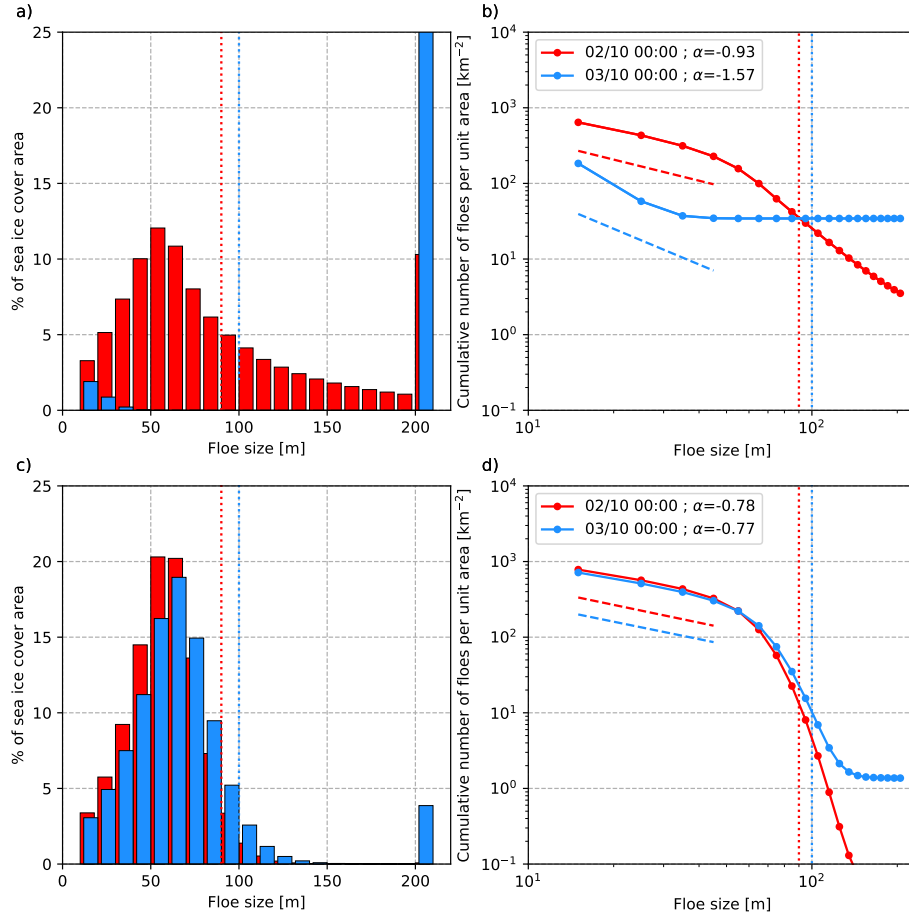 a)
25
20
15
10
5
0
% of sea ice cover area
0 50 100 150 200
Floe size [m]
b)
10^4
10^3
10^2
10^1
10^0
10^-1
Cumulative number of floes per unit area [km^-2]
02/10 00:00 ; α=-0.93
03/10 00:00 ; α=-1.57
10^1 10^2
Floe size [m]
c)
25
20
15
10
5
0
% of sea ice cover area
0 50 100 150 200
Floe size [m]
d)
10^4
10^3
10^2
10^1
10^0
10^-1
Cumulative number of floes per unit area [km^-2]
02/10 00:00 ; α=-0.78
03/10 00:00 ; α=-0.77
10^1 10^2
Floe size [m]